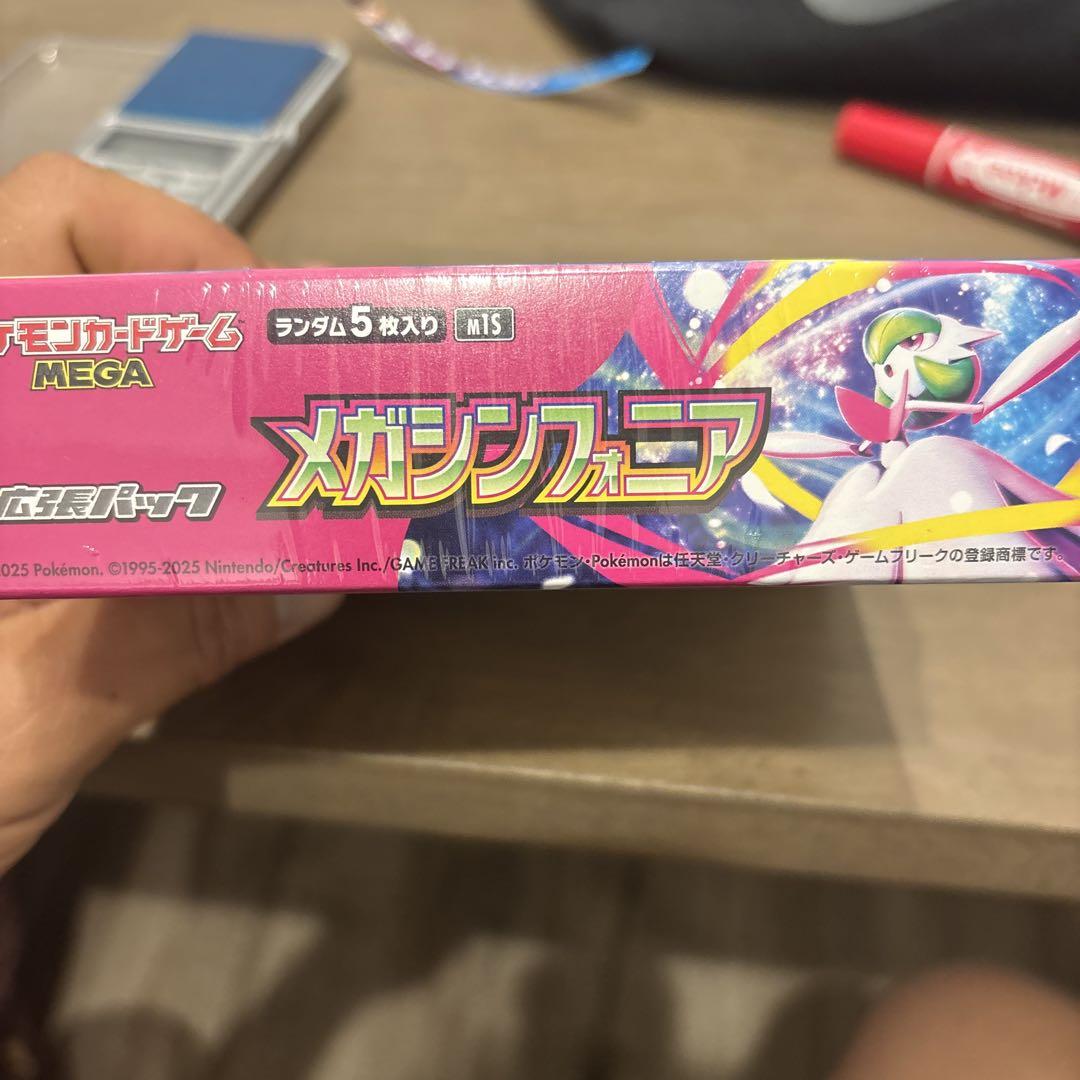 ケモンカードゲーム
MEGA
ランダム5枚入り
M1S
メガシンフォニア
広張パック
2025 Pokémon. ©1995-2025 Nintendo/Creatures Inc./GAME FREAK inc. ポケモン・Pokémonは任天堂・クリーチャーズ・ゲームフリークの登録商標です。